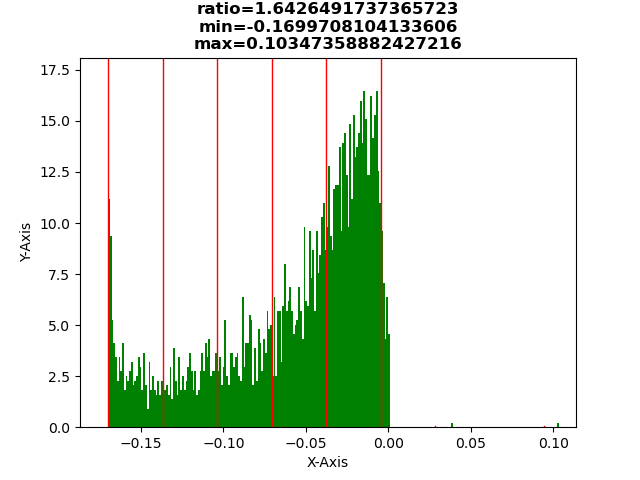 ratio=1.6426491737365723
min=-0.1699708104133606
max=0.10347358882427216
17.5
15.0
12.5
10.0
7.5
5.0
2.5
0.0
Y-Axis
−0.15
−0.10
−0.05
0.00
0.05
0.10
X-Axis